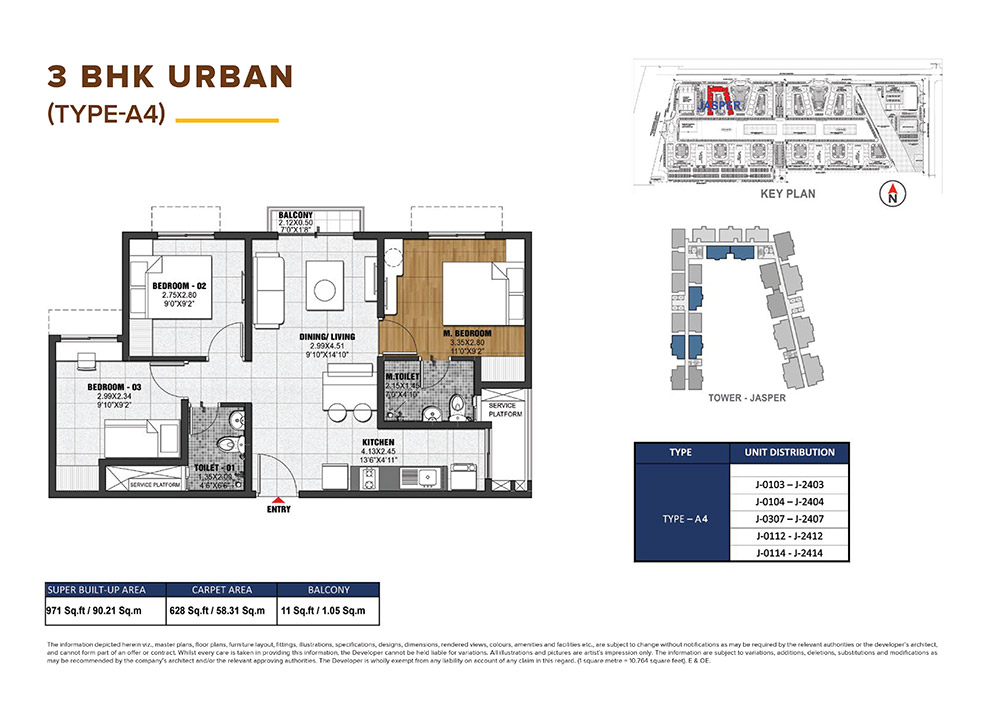 3 BHK URBAN
(TYPE-A4)
JASPER
KEY PLAN
N
BALCONY
2.12X0.50
7'0"X1'8"
BEDROOM - 02
2.75X2.80
9'0"X9'2"
DINING/ LIVING
2.99X4.51
9'10"X14'10"
M. BEDROOM
3.35X2.80
11'0"X9'2"
BEDROOM - 03
2.99X2.34
9'10"X9'2"
M.TOILET
2.15X1.45
7'0"X4'10"
SERVICE
PLATFORM
KITCHEN
4.13X2.45
13'6"X4'11"
TOILET - 01
1.35X2.00
4'6"X6'6"
SERVICE PLATFORM
ENTRY
TOWER - JASPER
TYPE UNIT DISTRIBUTION
TYPE – A4
J-0103 – J-2403
J-0104 – J-2404
J-0307 – J-2407
J-0112 - J-2412
J-0114 - J-2414
SUPER BUILT-UP AREA CARPET AREA BALCONY
971 Sq.ft / 90.21 Sq.m 628 Sq.ft / 58.31 Sq.m 11 Sq.ft / 1.05 Sq.m
The information depicted herein viz., master plans, floor plans, furniture layout, fittings, illustrations, specifications, designs, dimensions, rendered views, colours, amenities and facilities etc., are subject to change without notifications as may be required by the relevant authorities or the developer's architect,
and cannot form part of an offer or contract. Whilst every care is taken in providing this information, the Developer cannot be held liable for variations. All illustrations and pictures are artist's impression only. The information are subject to variations, additions, deletions, substitutions and modifications as
may be recommended by the company's architect and/or the relevant approving authorities. The Developer is wholly exempt from any liability on account of any claim in this regard. (1 square metre = 10.764 square feet). E & OE.